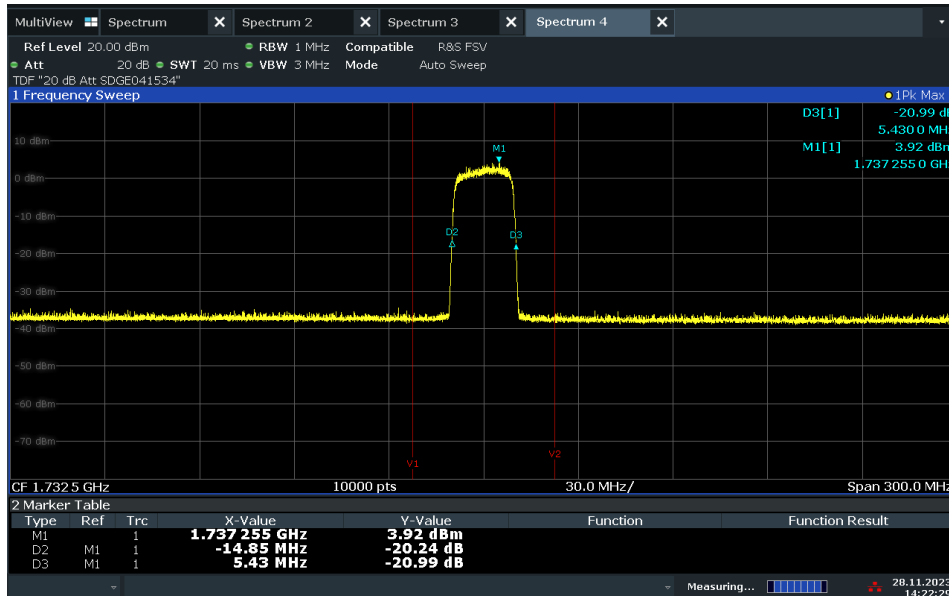 MultiView Spectrum Spectrum 2 Spectrum 3 Spectrum 4
Ref Level 20.00 dBm RBW 1 MHz Compatible R&S FSV
Att 20 dB SWT 20 ms VBW 3 MHz Mode Auto Sweep
TDF "20 dB Att SDGE041534"
1 Frequency Sweep 1Pk Max
D3[1] -20.99 dB
5.430 0 MHz
10 dBm
M1
M1[1] 3.92 dBm
1.737 255 0 GHz
0 dBm
-10 dBm
D2 D3
-20 dBm
-30 dBm
-40 dBm
-50 dBm
-60 dBm
-70 dBm
V1 V2
CF 1.732 5 GHz 10000 pts 30.0 MHz/ Span 300.0 MHz
2 Marker Table
Type Ref Trc X-Value Y-Value Function Function Result
M1 1 1.737 255 GHz 3.92 dBm
D2 M1 1 -14.85 MHz -20.24 dB
D3 M1 1 5.43 MHz -20.99 dB
Measuring... 28.11.2023
14:22:29